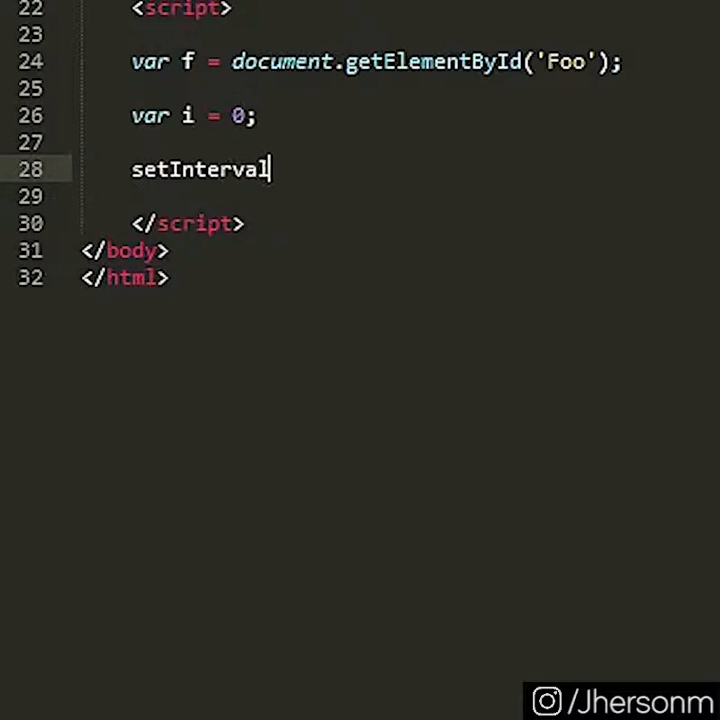 22 <script>
23
24 var f = document.getElementById('Foo');
25
26 var i = 0;
27
28 setInterval
29
30 </script>
31 </body>
32 </html>
/Jhersonm